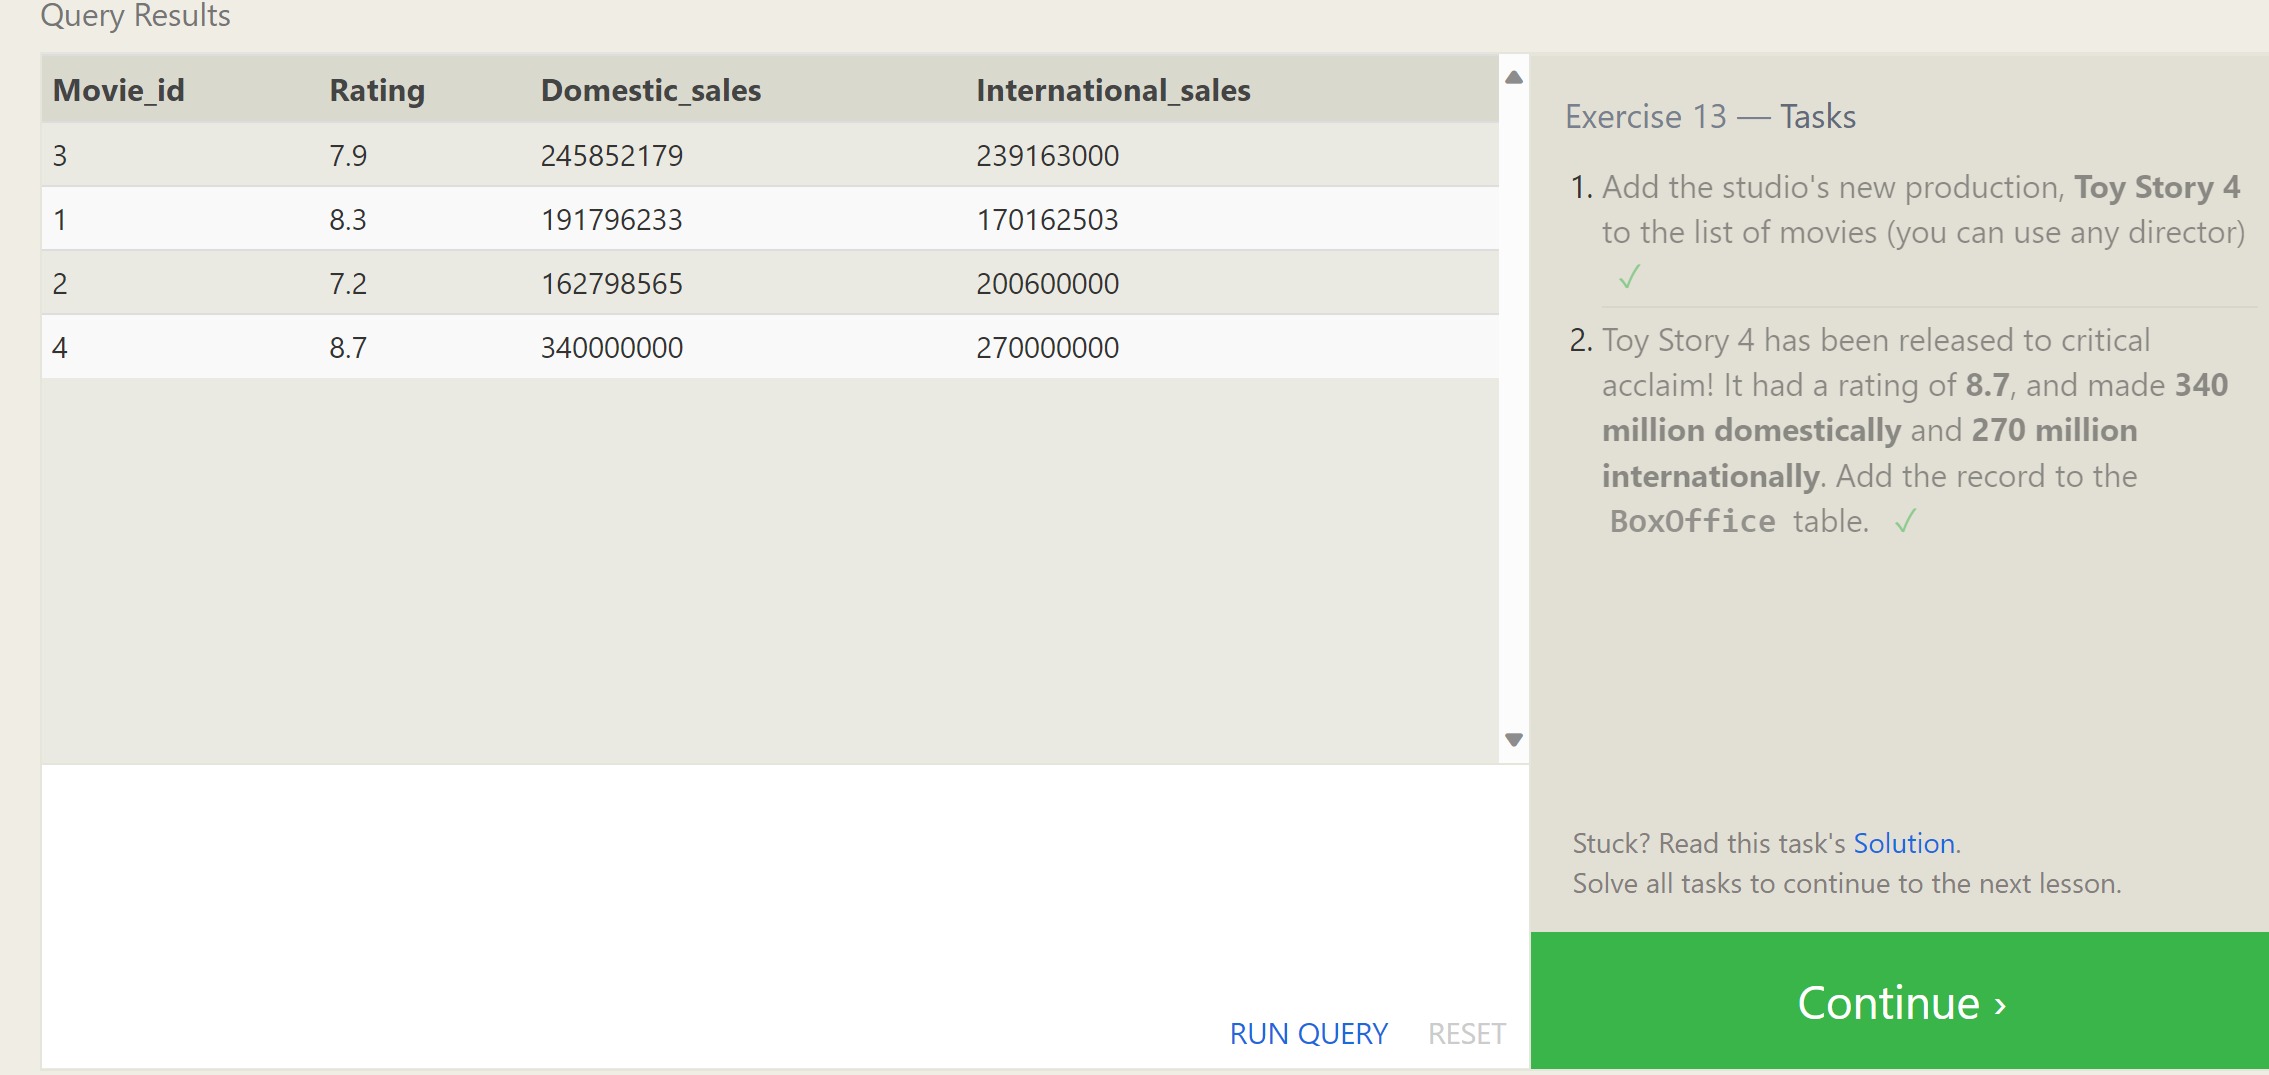 Query Results
Movie_id Rating Domestic_sales International_sales
3 7.9 245852179 239163000
1 8.3 191796233 170162503
2 7.2 162798565 200600000
4 8.7 340000000 270000000
RUN QUERY RESET
Exercise 13 — Tasks
1. Add the studio's new production, Toy Story 4
to the list of movies (you can use any director)
✓
2. Toy Story 4 has been released to critical
acclaim! It had a rating of 8.7, and made 340
million domestically and 270 million
internationally. Add the record to the
BoxOffice table. ✓
Stuck? Read this task's Solution.
Solve all tasks to continue to the next lesson.
Continue ›